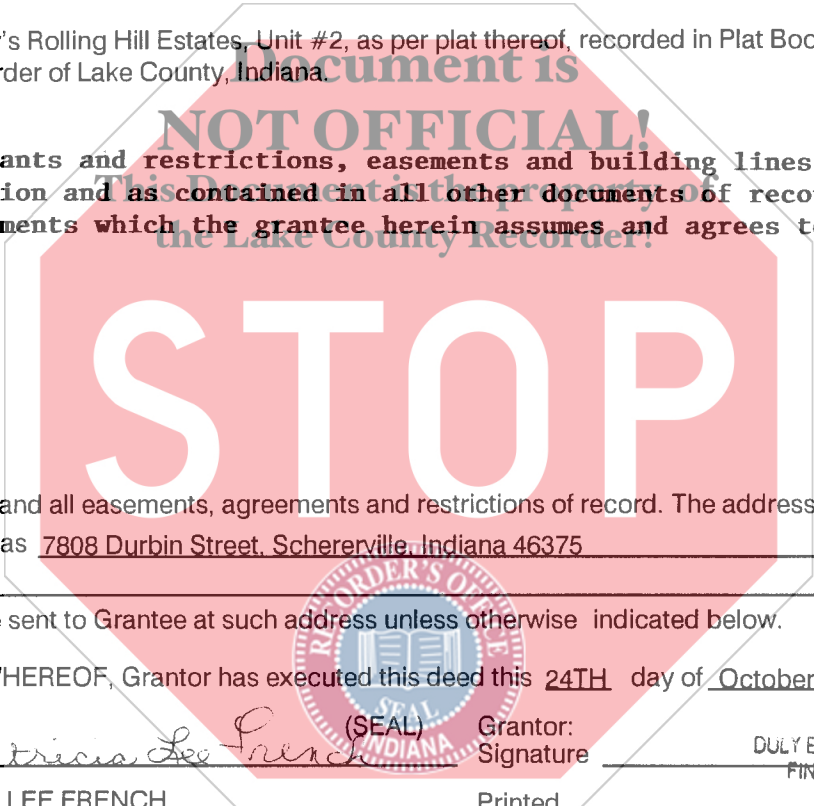 's Rolling Hill Estates, Unit #2, as per plat thereof, recorded in Plat Boo
rder of Lake County, Indiana.
Document is
NOT OFFICIAL!
ants and restrictions, easements and building lines
This Document is the property of
ion and as contained in all other documents of reco
ments which the grantee herein assumes and agrees t
the Lake County Recorder!
STOP
and all easements, agreements and restrictions of record. The address
as 7808 Durbin Street, Schererville, Indiana 46375
RECORDER'S OFFICE
sent to Grantee at such address unless otherwise indicated below.
HEREOF, Grantor has executed this deed this 24TH day of October
SEAL
INDIANA
(SEAL) Grantor:
tricia Lee French Signature DULY E
FIN
LEE FRENCH Printed